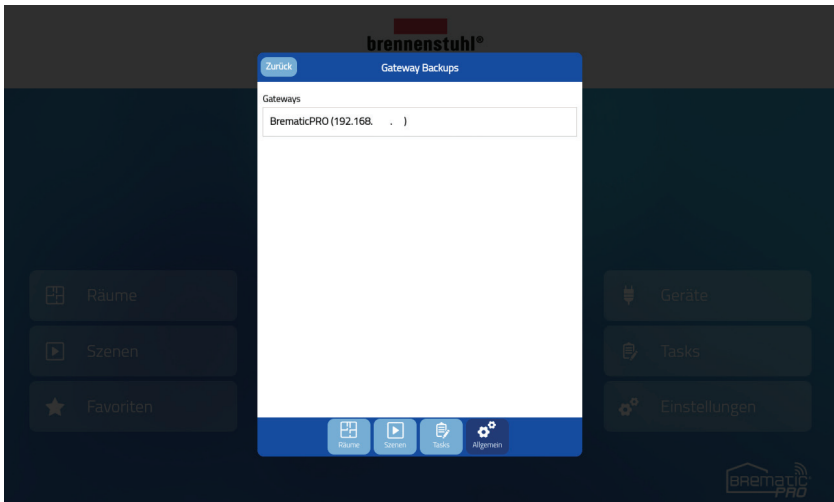 brennenstuhl®
Zurück
Gateway Backups
Gateways
BrematicPRO (192.168. . )
Räume
Szenen
Favoriten
Geräte
Tasks
Einstellungen
Räume
Szenen
Tasks
Allgemein
BREMATIC
PRO